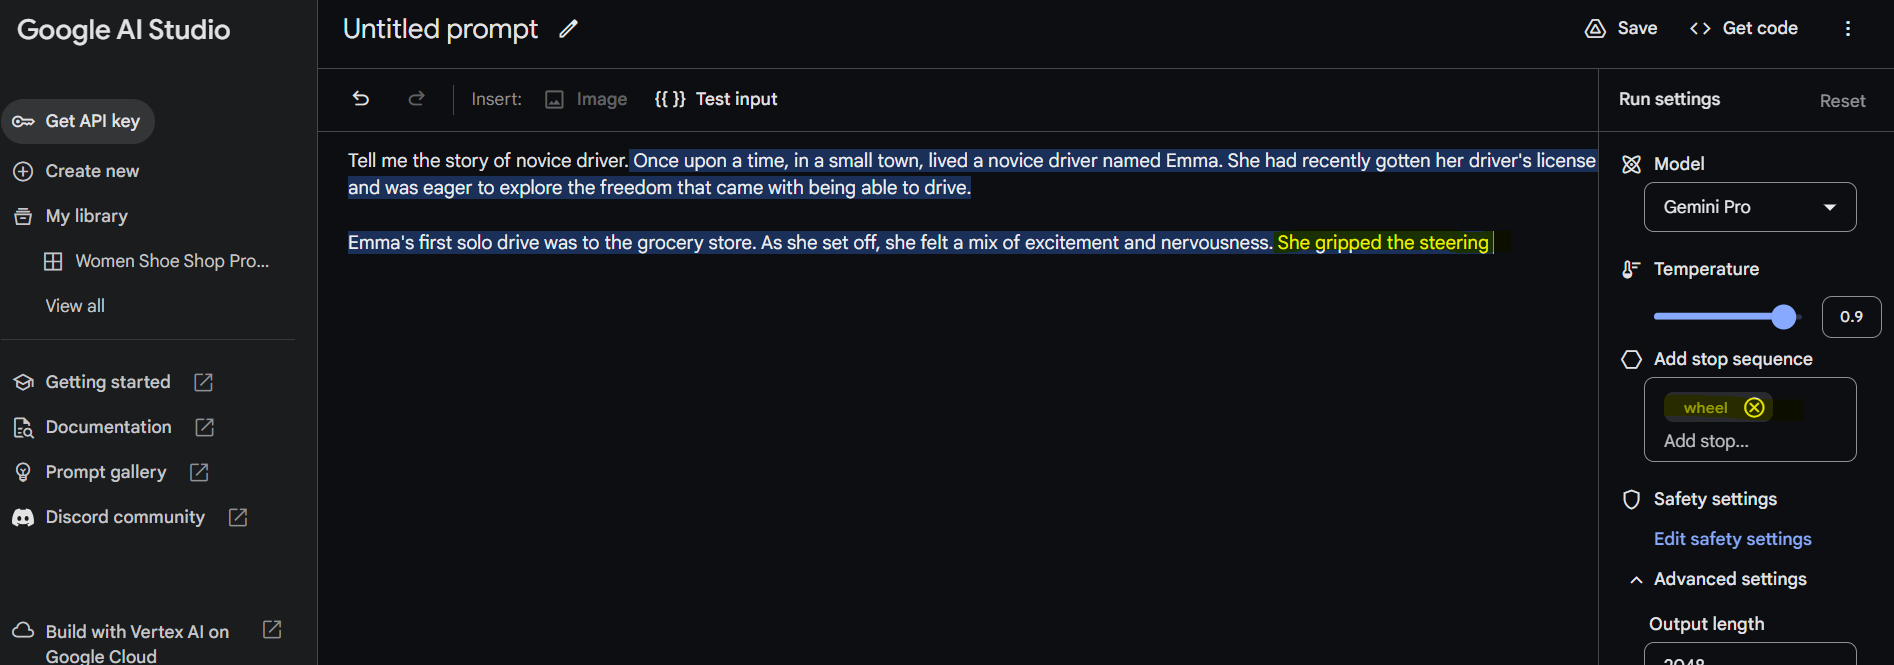 Google AI Studio
Get API key
Create new
My library
Women Shoe Shop Pro...
View all
Getting started
Documentation
Prompt gallery
Discord community
Build with Vertex AI on
Google Cloud
Untitled prompt
Save
Get code
Insert:
Image
{{ }} Test input
Tell me the story of novice driver. Once upon a time, in a small town, lived a novice driver named Emma. She had recently gotten her driver's license
and was eager to explore the freedom that came with being able to drive.
Emma's first solo drive was to the grocery store. As she set off, she felt a mix of excitement and nervousness. She gripped the steering
Run settings
Reset
Model
Gemini Pro
Temperature
0.9
Add stop sequence
wheel
Add stop...
Safety settings
Edit safety settings
Advanced settings
Output length
2048